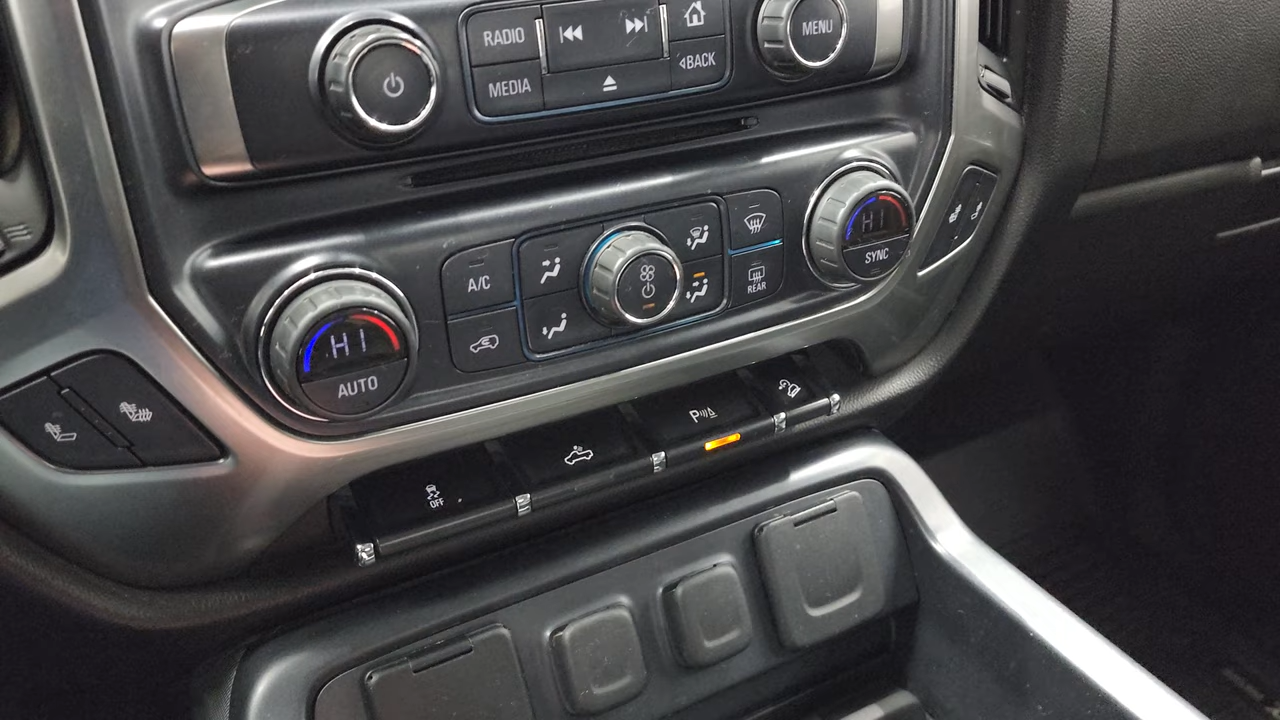 RADIO
MEDIA
BACK
MENU
A/C
HI
AUTO
REAR
HI
SYNC
OFF
P